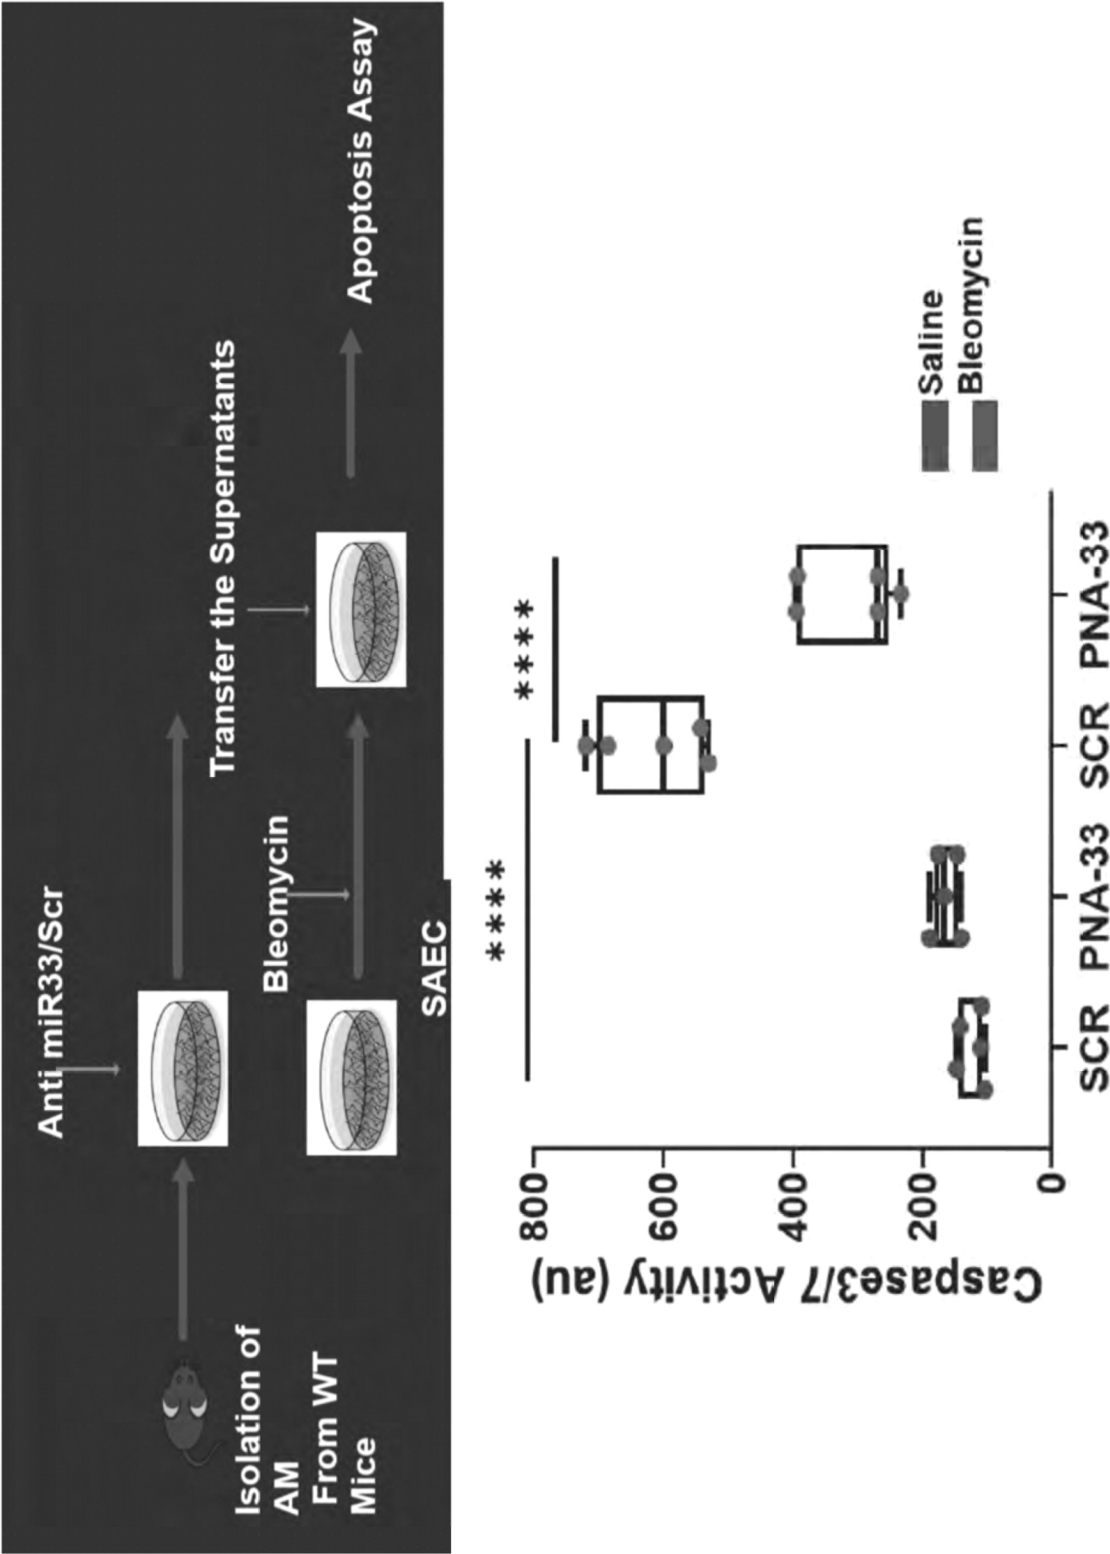 Anti miR33/Scr
Isolation of
AM
From WT
Mice
Transfer the Supernatants
Bleomycin
SAEC
Apoptosis Assay
Caspase3/7 Activity (au)
800
600
400
200
0
****
****
SCR
PNA-33
SCR
PNA-33
Saline
Bleomycin